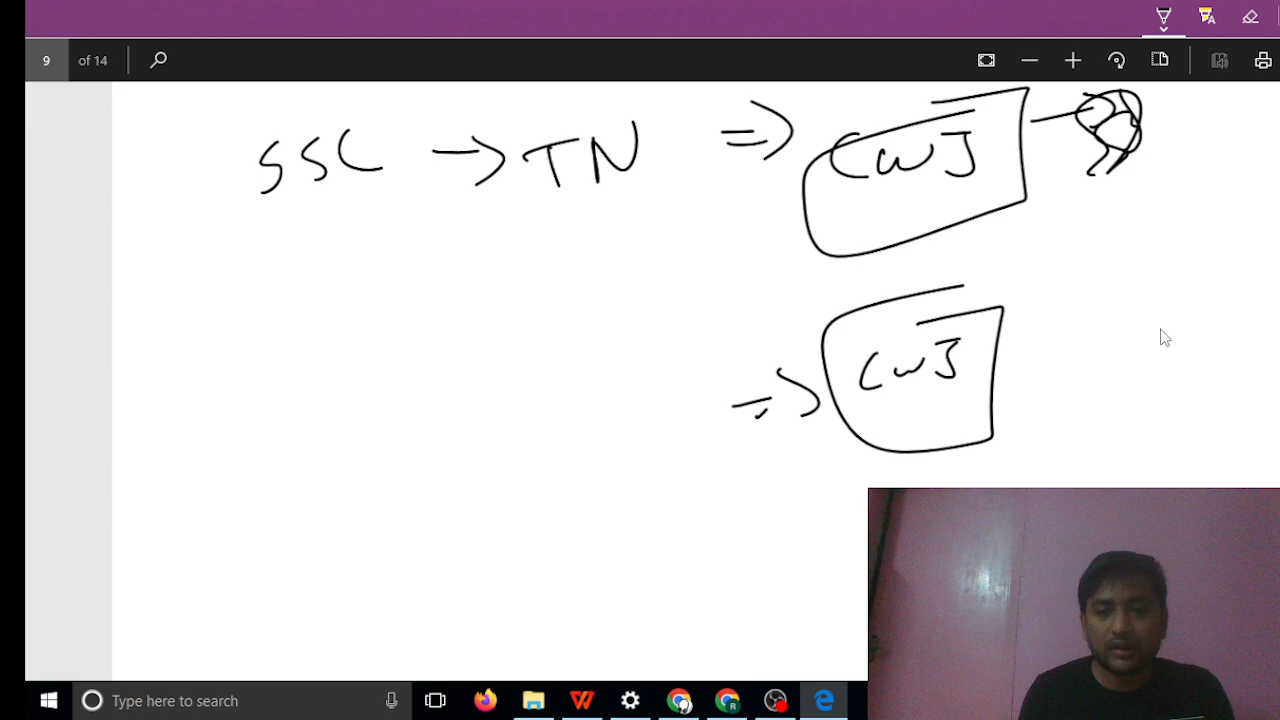 9 of 14
SSC → TN ⇒ CWJ
⇒ CWJ
Type here to search